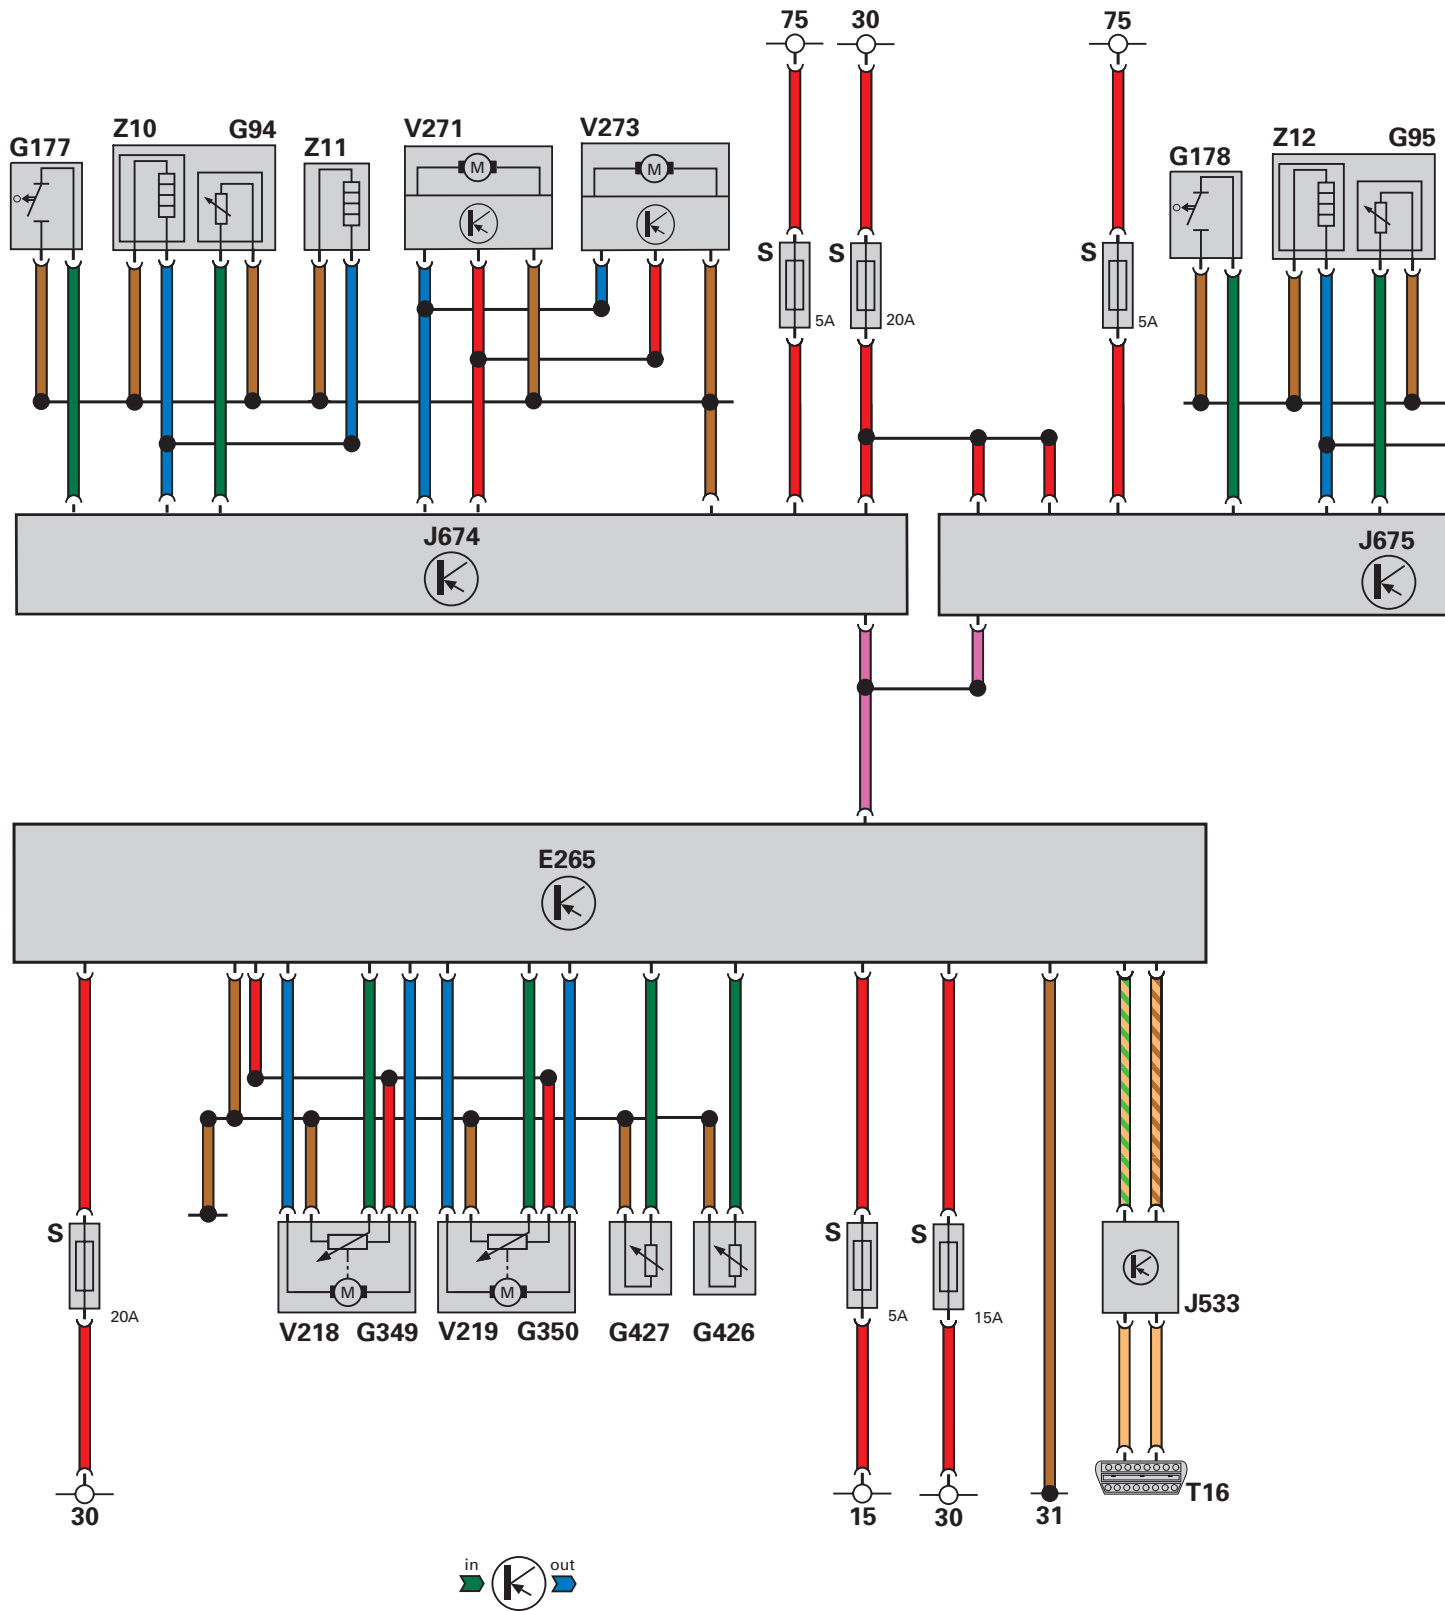 75 30 75
G177 Z10 G94 Z11 V271 V273 G178 Z12 G95
M M
S 5A S 20A S 5A
J674 J675
E265
S 20A S 5A S 15A
M M
V218 G349 V219 G350 G427 G426 J533
T16
30 15 30 31
in out